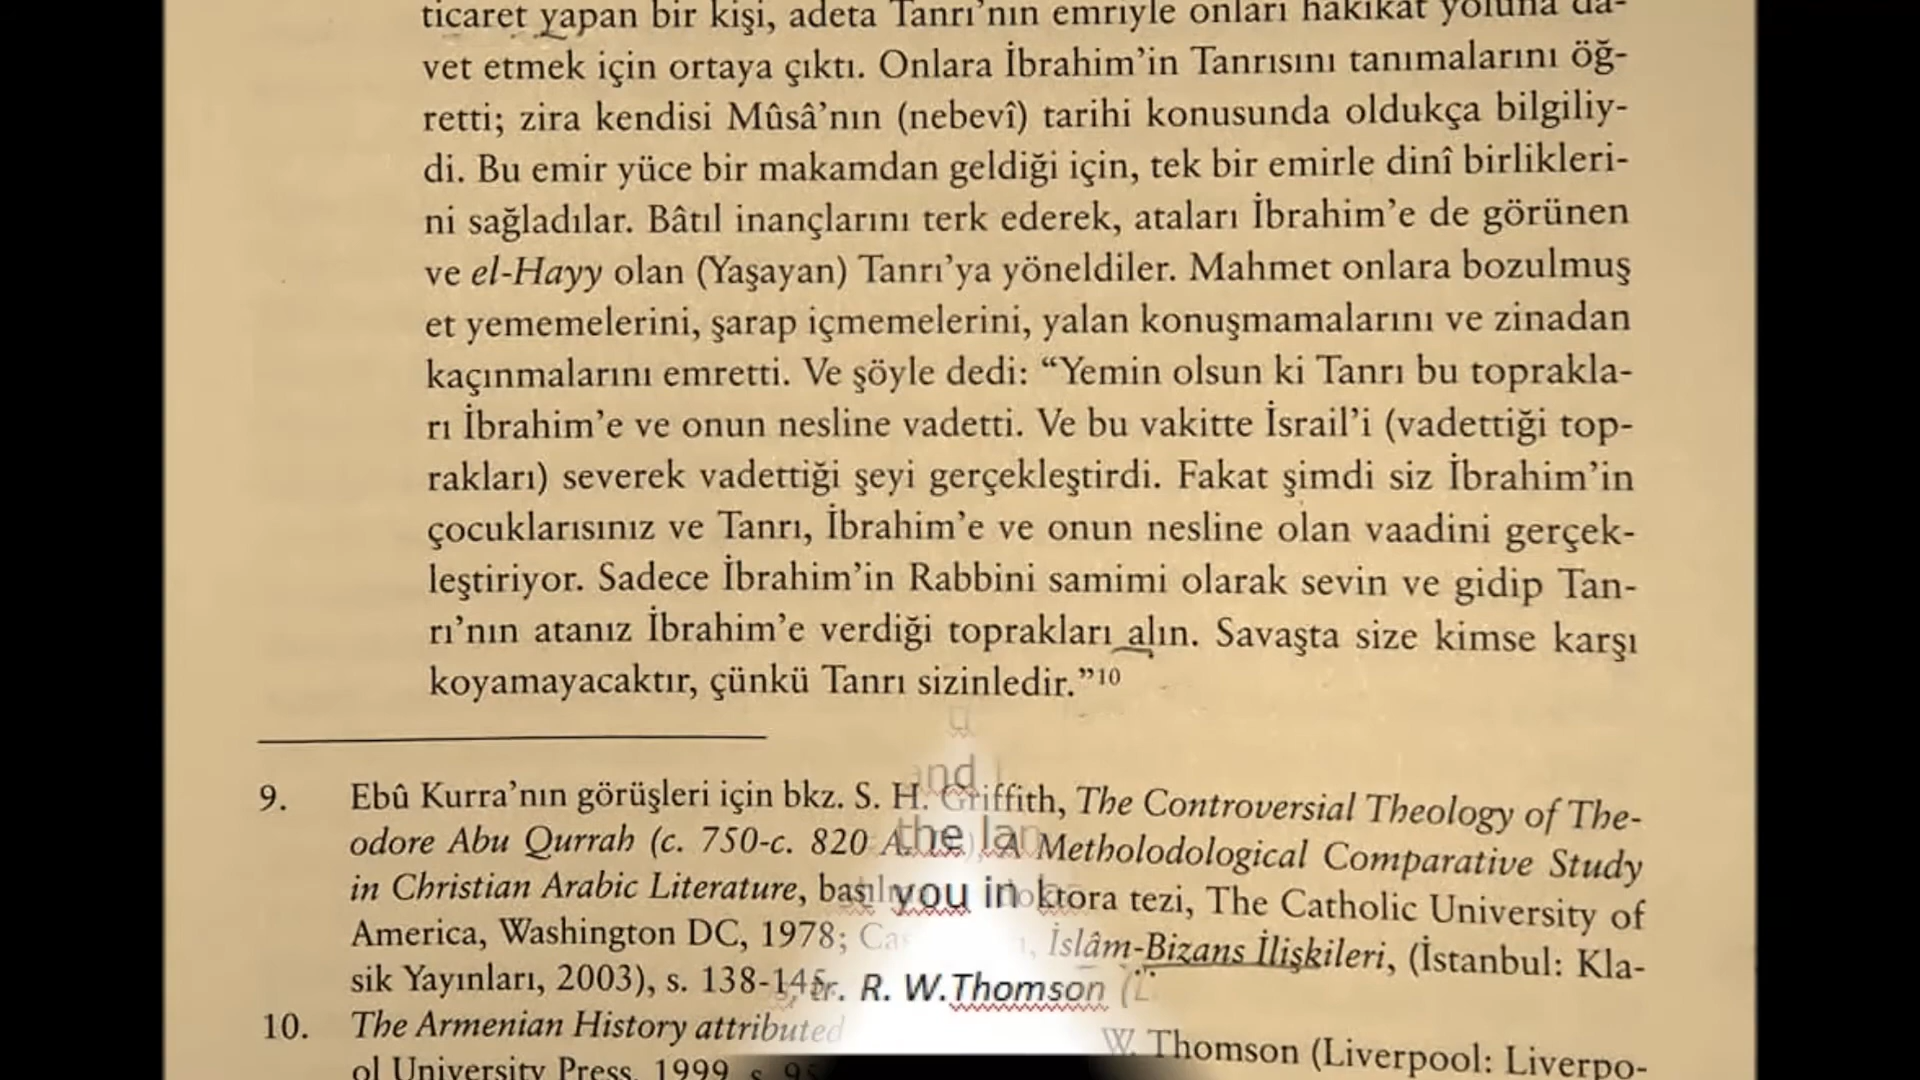 ticaret yapan bir kişi, adeta Tanrı'nın emriyle onları hakikat yoluna da-
vet etmek için ortaya çıktı. Onlara İbrahim'in Tanrısını tanımalarını öğ-
retti; zira kendisi Mûsâ'nın (nebevî) tarihi konusunda oldukça bilgiliy-
di. Bu emir yüce bir makamdan geldiği için, tek bir emirle dinî birlikleri-
ni sağladılar. Bâtıl inançlarını terk ederek, ataları İbrahim'e de görünen
ve el-Hayy olan (Yaşayan) Tanrı'ya yöneldiler. Mahmet onlara bozulmuş
et yememelerini, şarap içmemelerini, yalan konuşmamalarını ve zinadan
kaçınmalarını emretti. Ve şöyle dedi: “Yemin olsun ki Tanrı bu toprakla-
rı İbrahim'e ve onun nesline vadetti. Ve bu vakitte İsrail'i (vadettiği top-
rakları) severek vadettiği şeyi gerçekleştirdi. Fakat şimdi siz İbrahim'in
çocuklarısınız ve Tanrı, İbrahim'e ve onun nesline olan vaadini gerçek-
leştiriyor. Sadece İbrahim'in Rabbini samimi olarak sevin ve gidip Tan-
rı'nın atanız İbrahim'e verdiği toprakları alın. Savaşta size kimse karşı
koyamayacaktır, çünkü Tanrı sizinledir.”10
and
9. Ebû Kurra'nın görüşleri için bkz. S. H. Griffith, The Controversial Theology of The-
the
odore Abu Qurrah (c. 750-c. 820 A Metholodological Comparative Study
you in
in Christian Arabic Literature, tezi, The Catholic University of
America, Washington DC, 1978; İslâm-Bizans İlişkileri, (İstanbul: Kla-
sik Yayınları, 2003), s. 138-145.
tr. R. W.Thomson
10. The Armenian History attributed W. Thomson (Liverpool: Liverpo-
ol University Press, 1999, s. 95